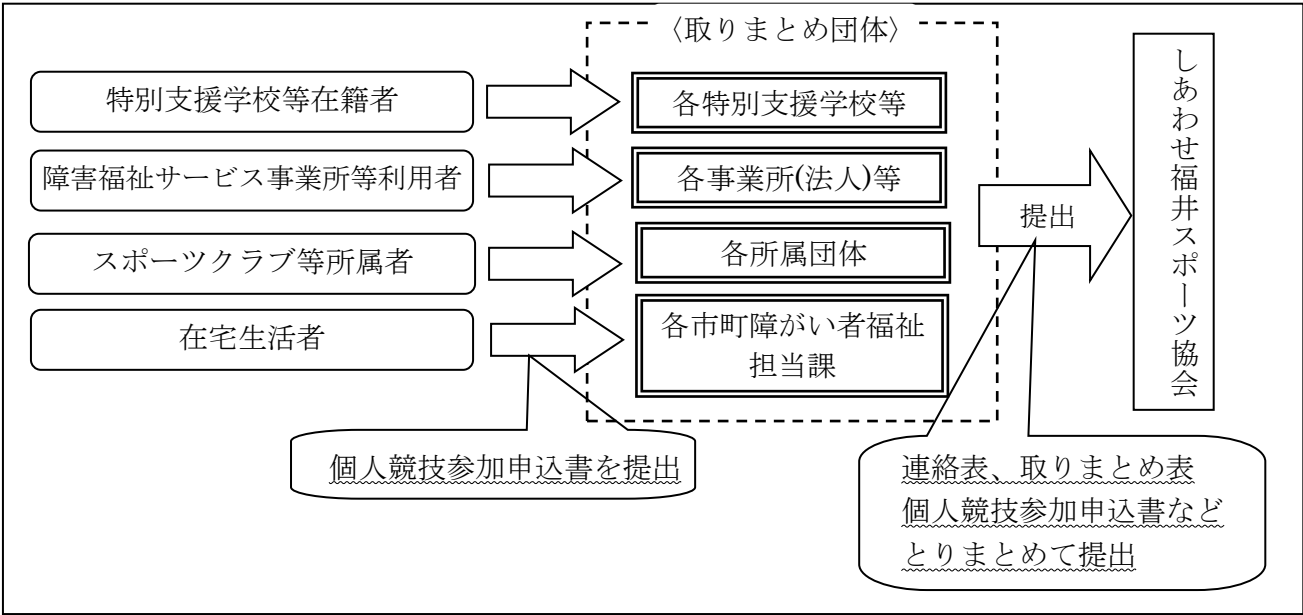 〈取りまとめ団体〉
特別支援学校等在籍者
各特別支援学校等
障害福祉サービス事業所等利用者
各事業所(法人)等
スポーツクラブ等所属者
各所属団体
在宅生活者
各市町障がい者福祉
担当課
提出
しあわせ福井スポーツ協会
個人競技参加申込書を提出
連絡表、取りまとめ表
個人競技参加申込書など
とりまとめて提出